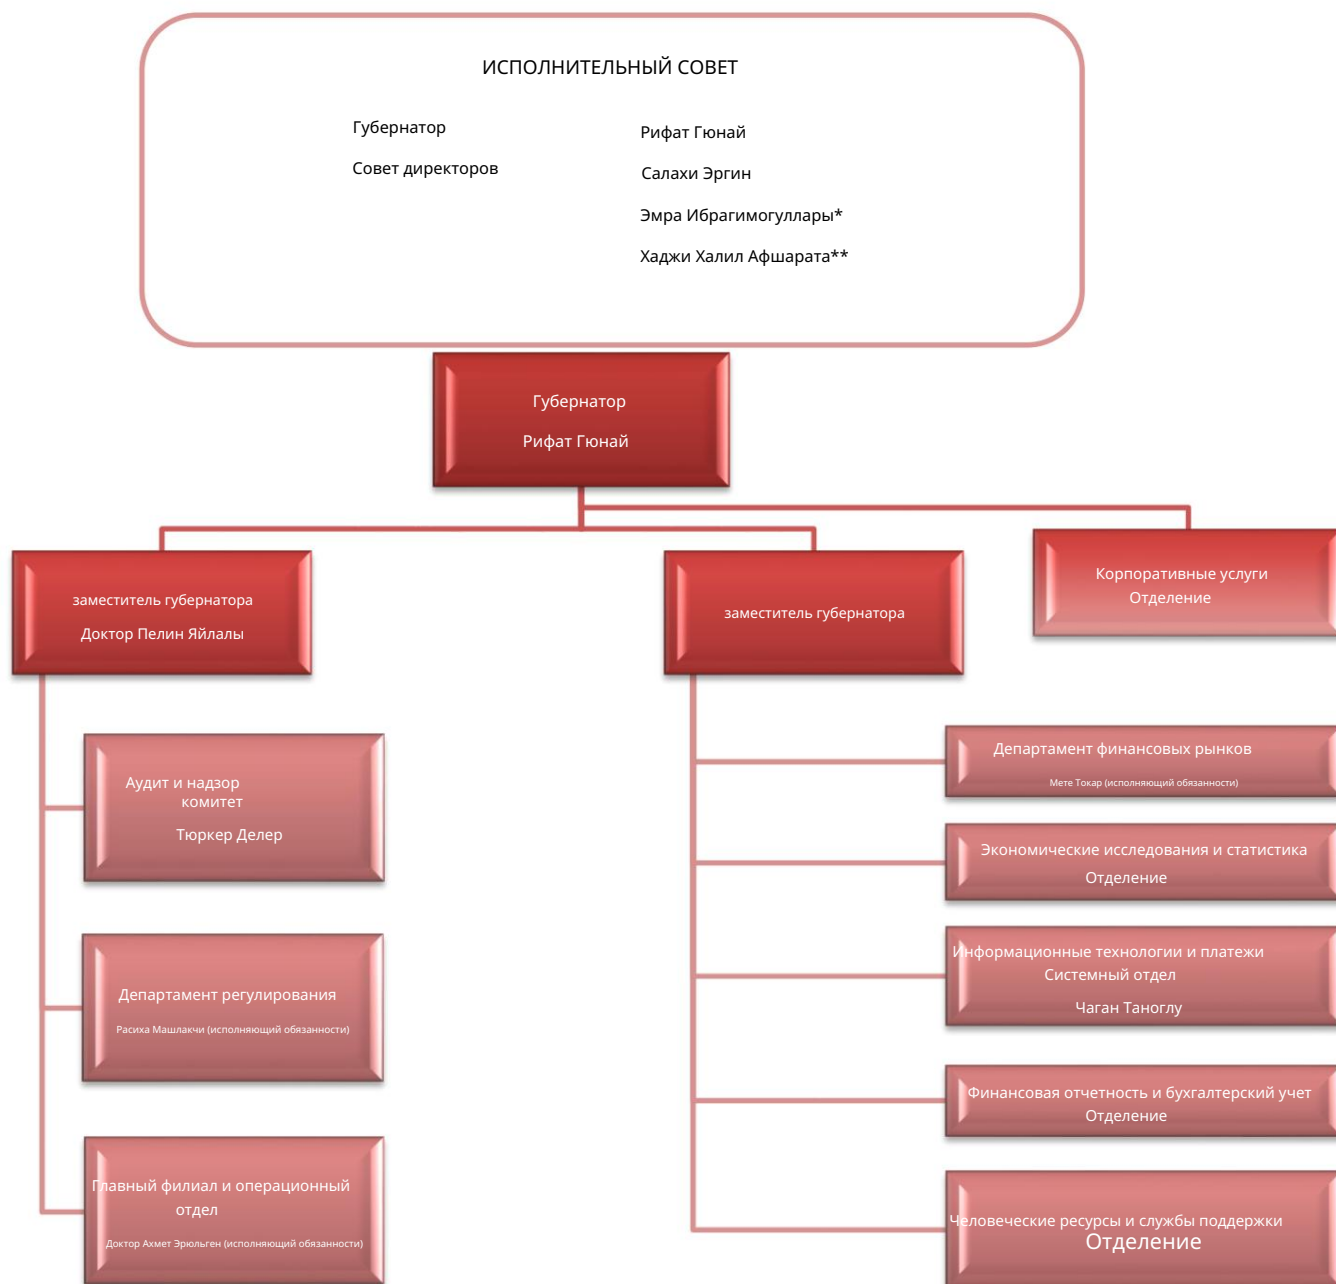 ИСПОЛНИТЕЛЬНЫЙ СОВЕТ
Губернатор
Рифат Гюнай
Совет директоров
Салахи Эргин
Эмра Ибрагимогуллары*
Хаджи Халил Афшарата**
Губернатор
Рифат Гюнай
заместитель губернатора
Доктор Пелин Яйлалы
заместитель губернатора
Корпоративные услуги
Отделение
Аудит и надзор
комитет
Тюркер Делер
Департамент регулирования
Расиха Машлакчи (исполняющий обязанности)
Главный филиал и операционный
отдел
Доктор Ахмет Эрюльген (исполняющий обязанности)
Департамент финансовых рынков
Мете Токар (исполняющий обязанности)
Экономические исследования и статистика
Отделение
Информационные технологии и платежи
Системный отдел
Чаган Таноглу
Финансовая отчетность и бухгалтерский учет
Отделение
Человеческие ресурсы и службы поддержки
Отделение